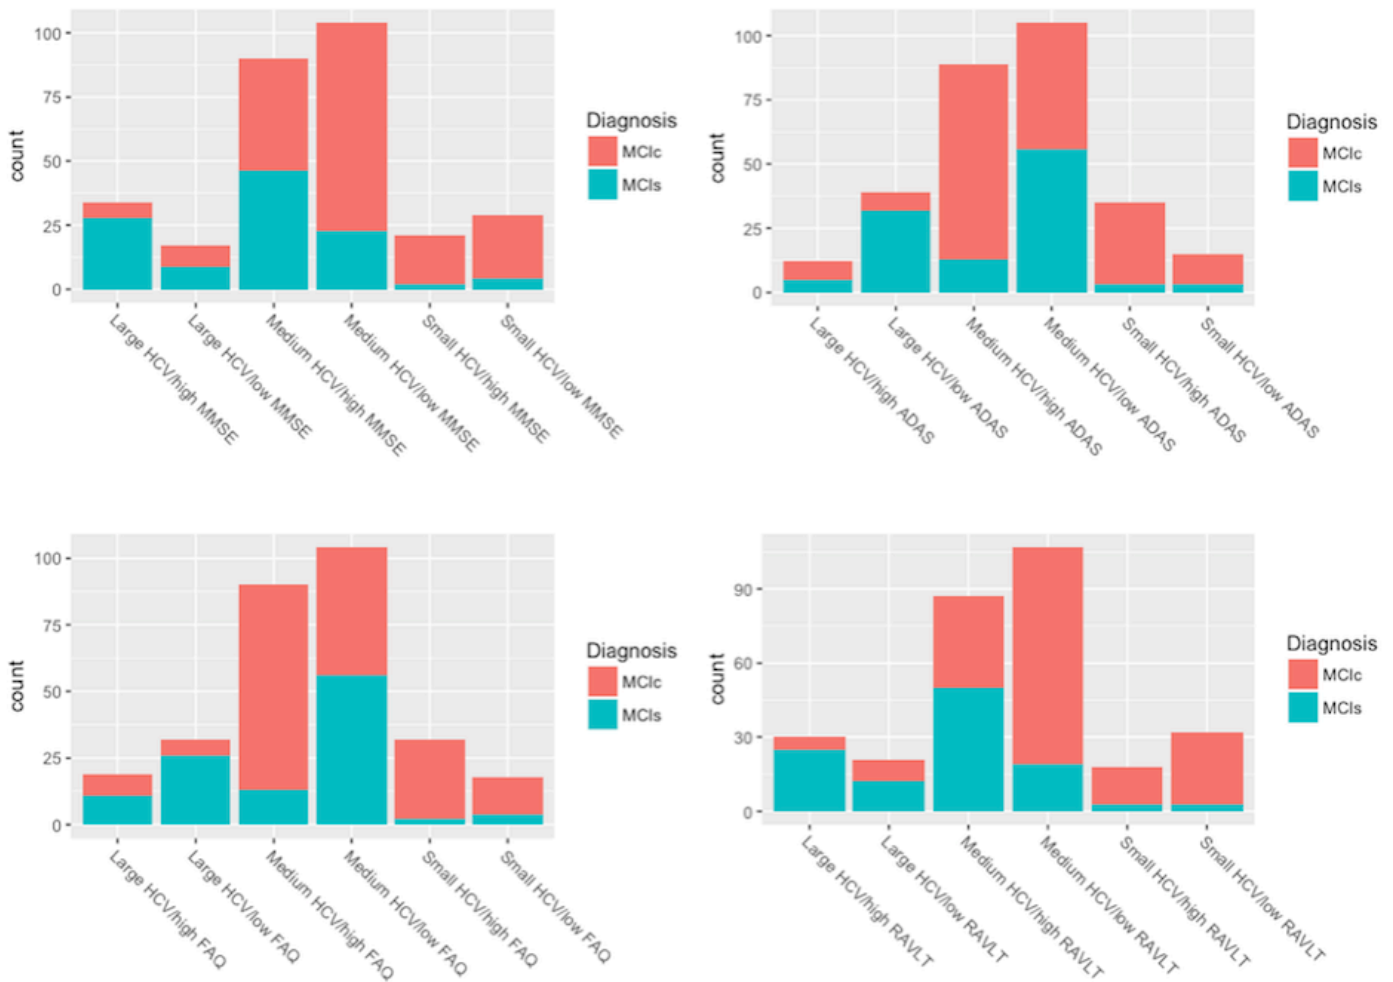 100
75
50
25
0
count
Large HCV/high MMSE
Large HCV/low MMSE
Medium HCV/high MMSE
Medium HCV/low MMSE
Small HCV/high MMSE
Small HCV/low MMSE
Diagnosis
MCIc
MCIs
100
75
50
25
0
count
Large HCV/high ADAS
Large HCV/low ADAS
Medium HCV/high ADAS
Medium HCV/low ADAS
Small HCV/high ADAS
Small HCV/low ADAS
Diagnosis
MCIc
MCIs
100
75
50
25
0
count
Large HCV/high FAQ
Large HCV/low FAQ
Medium HCV/high FAQ
Medium HCV/low FAQ
Small HCV/high FAQ
Small HCV/low FAQ
Diagnosis
MCIc
MCIs
90
60
30
0
count
Large HCV/high RAVLT
Large HCV/low RAVLT
Medium HCV/high RAVLT
Medium HCV/low RAVLT
Small HCV/high RAVLT
Small HCV/low RAVLT
Diagnosis
MCIc
MCIs